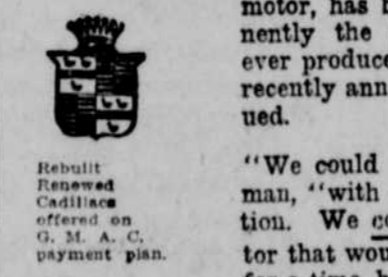 Rebuilt
Renewed
Cadillacs
offered on
G. M. A. C.
payment plan.
motor, has
nently the
ever produce
recently ann
ued.
"We could
man, "with
tion. We
tor that wou